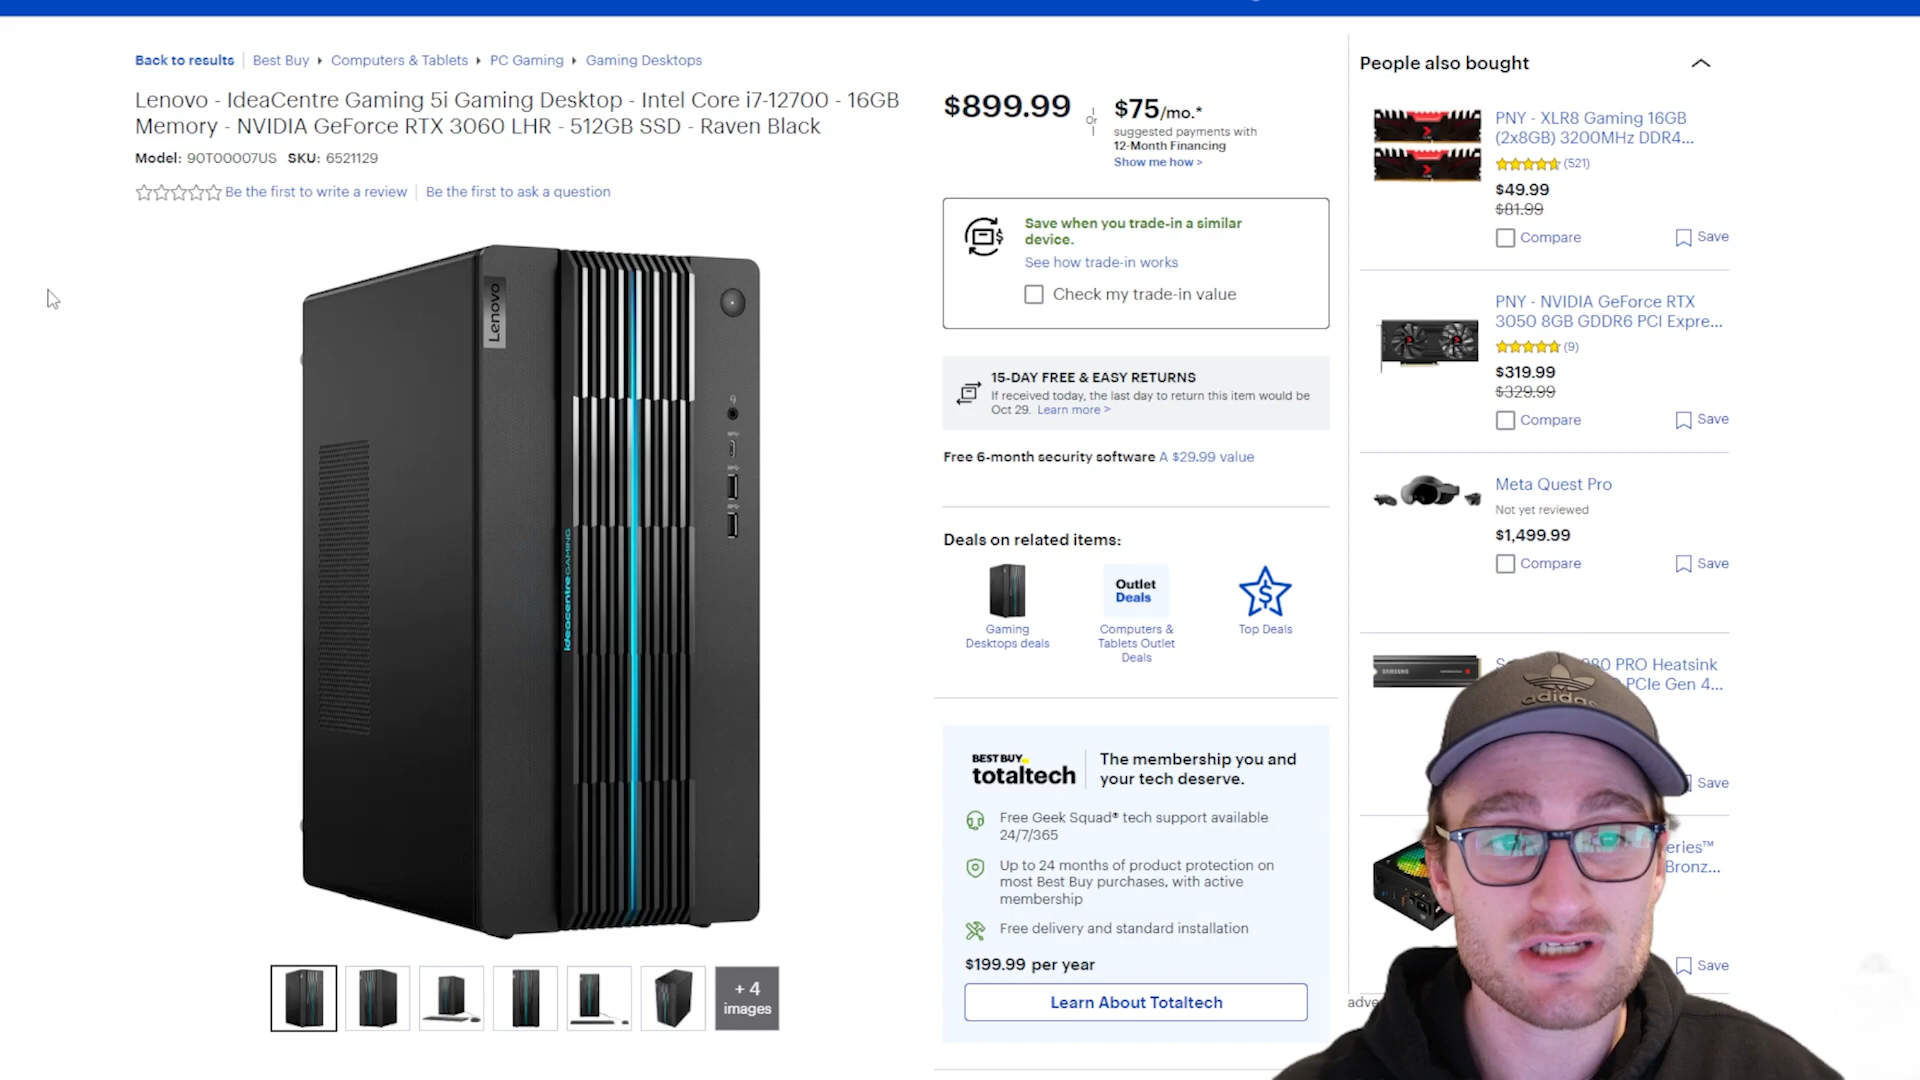 Back to results
Best Buy
Computers & Tablets
PC Gaming
Gaming Desktops
Lenovo - IdeaCentre Gaming 5i Gaming Desktop - Intel Core i7-12700 - 16GB
Memory - NVIDIA GeForce RTX 3060 LHR - 512GB SSD - Raven Black
Model: 90T00007US SKU: 6521129
Be the first to write a review
Be the first to ask a question
Lenovo
ideacentre GAMING
+ 4
images
$899.99
Or
$75/mo.*
suggested payments with
12-Month Financing
Show me how >
Save when you trade-in a similar
device.
See how trade-in works
Check my trade-in value
15-DAY FREE & EASY RETURNS
If received today, the last day to return this item would be
Oct 29. Learn more >
Free 6-month security software A $29.99 value
Deals on related items:
Gaming
Desktops deals
Outlet
Deals
Computers &
Tablets Outlet
Deals
Top Deals
BEST BUY
totaltech
The membership you and
your tech deserve.
Free Geek Squad® tech support available
24/7/365
Up to 24 months of product protection on
most Best Buy purchases, with active
membership
Free delivery and standard installation
$199.99 per year
Learn About Totaltech
People also bought
PNY - XLR8 Gaming 16GB
(2x8GB) 3200MHz DDR4...
(521)
$49.99
$81.99
Compare
Save
PNY - NVIDIA GeForce RTX
3050 8GB GDDR6 PCI Expre...
(9)
$319.99
$329.99
Compare
Save
Meta Quest Pro
Not yet reviewed
$1,499.99
Compare
Save
SAMSUNG
80 PRO Heatsink
PCIe Gen 4...
Save
eries™
Bronz...
Save
adve
adidas